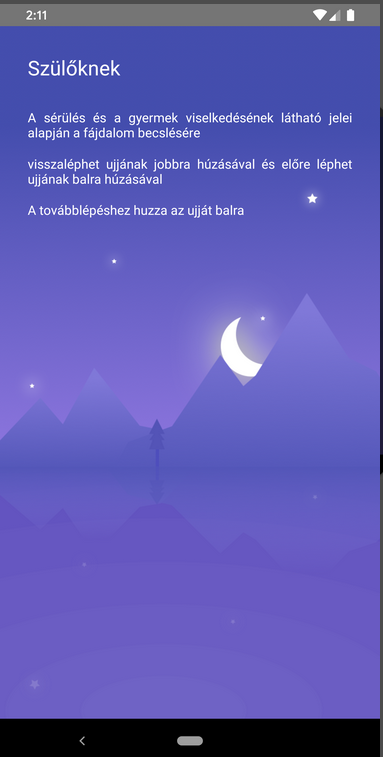 2:11
Szülőknek
A sérülés és a gyermek viselkedésének látható jelei
alapján a fájdalom becslésére
visszaléphet ujjának jobbra húzásával és előre léphet
ujjának balra húzásával
A továbblépéshez huzza az ujját balra